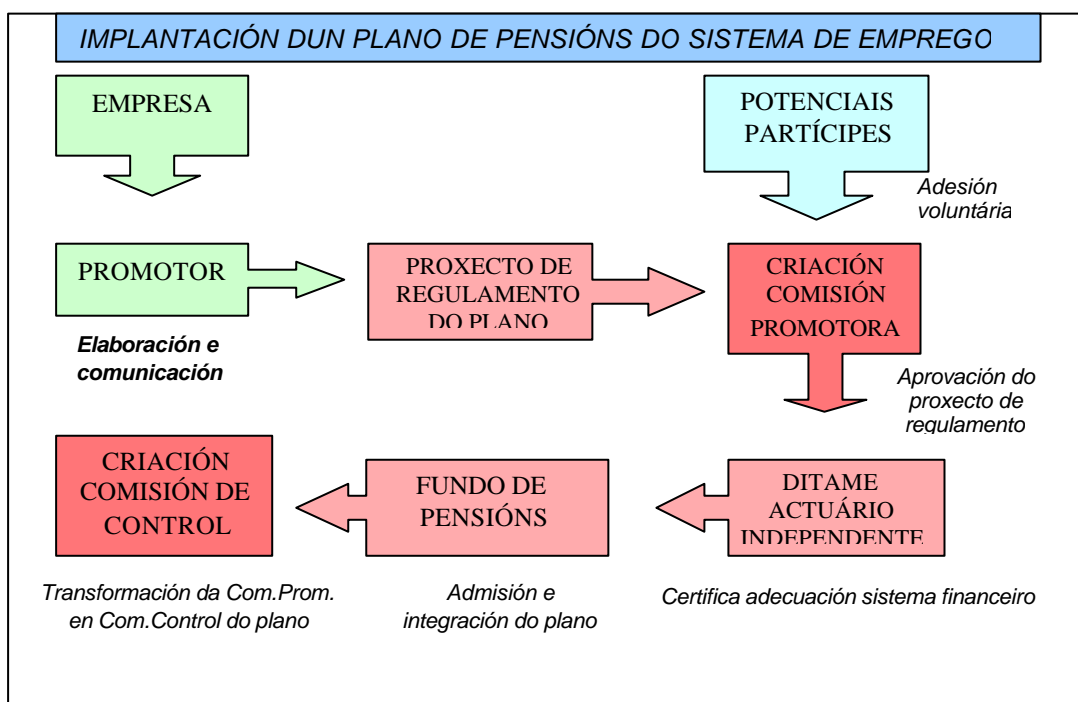 IMPLANTACIÓN DUN PLANO DE PENSIÓNS DO SISTEMA DE EMPREGO
EMPRESA
POTENCIAIS
PARTÍCIPES
Adesión
voluntária
PROMOTOR
PROXECTO DE
REGULAMENTO
DO PLANO
CRIACIÓN
COMISIÓN
PROMOTORA
Elaboración e
comunicación
Aprovación do
proxecto de
regulamento
CRIACIÓN
COMISIÓN DE
CONTROL
FUNDO DE
PENSIÓNS
DITAME
ACTUÁRIO
INDEPENDENTE
Transformación da Com.Prom.
en Com.Control do plano
Admisión e
integración do plano
Certifica adecuación sistema financeiro